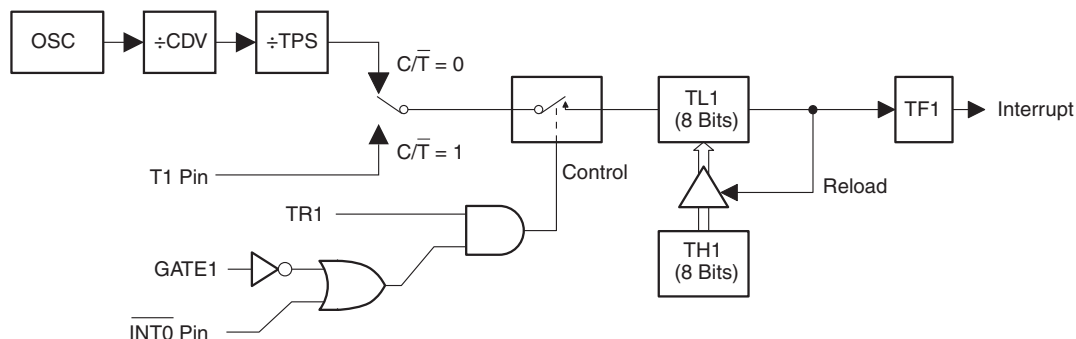 OSC
÷CDV
÷TPS
C/T̅ = 0
C/T̅ = 1
T1 Pin
TR1
GATE1
I̅N̅T̅0̅ Pin
Control
TL1
(8 Bits)
TF1
Interrupt
Reload
TH1
(8 Bits)